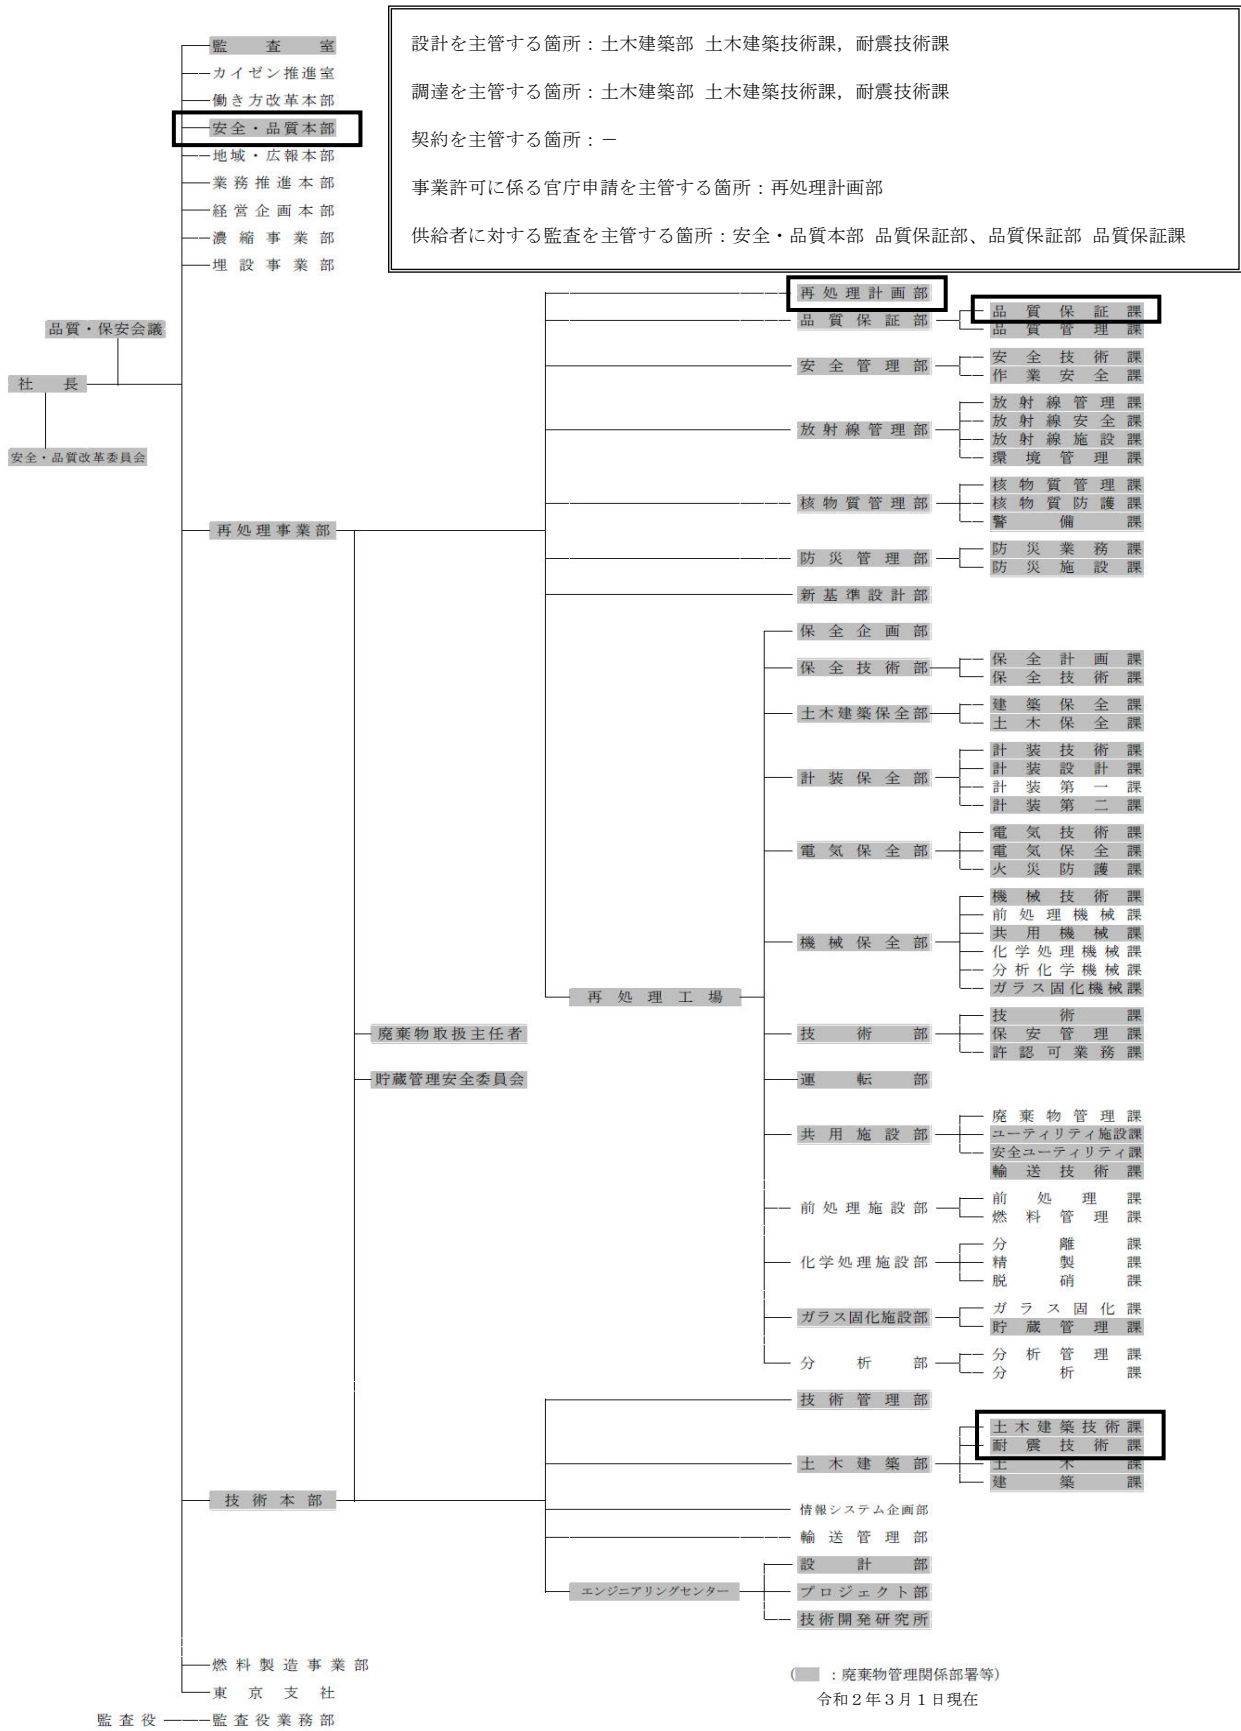 設計を主管する箇所：土木建築部 土木建築技術課，耐震技術課
調達を主管する箇所：土木建築部 土木建築技術課，耐震技術課
契約を主管する箇所：－
事業許可に係る官庁申請を主管する箇所：再処理計画部
供給者に対する監査を主管する箇所：安全・品質本部 品質保証部、品質保証部 品質保証課
監査室
カイゼン推進室
働き方改革本部
安全・品質本部
地域・広報本部
業務推進本部
経営企画本部
濃縮事業部
埋設事業部
品質・保安会議
社長
安全・品質改革委員会
再処理事業部
廃棄物取扱主任者
貯蔵管理安全委員会
再処理計画部
品質保証部
品質保証課
品質管理課
安全管理部
安全技術課
作業安全課
放射線管理部
放射線管理課
放射線安全課
放射線施設課
環境管理課
核物質管理部
核物質管理課
核物質防護課
警備課
防災管理部
防災業務課
防災施設課
新基準設計部
再処理工場
保全企画部
保全技術部
保全計画課
保全技術課
土木建築保全部
建築保全課
土木保全課
計装保全部
計装技術課
計装設計課
計装第一課
計装第二課
電気保全部
電気技術課
電気保全課
火災防護課
機械保全部
機械技術課
前処理機械課
共用機械課
化学処理機械課
分析化学機械課
ガラス固化機械課
技術部
技術課
保安管理課
許認可業務課
運転部
共用施設部
廃棄物管理課
ユーティリティ施設課
安全ユーティリティ課
輸送技術課
前処理施設部
前処理課
燃料管理課
化学処理施設部
分離課
精製課
脱硝課
ガラス固化施設部
ガラス固化課
貯蔵管理課
分析部
分析管理課
分析課
技術本部
技術管理部
土木建築部
土木建築技術課
耐震技術課
土木課
建築課
情報システム企画部
輸送管理部
エンジニアリングセンター
設計部
プロジェクト部
技術開発研究所
燃料製造事業部
東京支社
監査役 監査役業務部
( ：廃棄物管理関係部署等)
令和２年３月１日現在